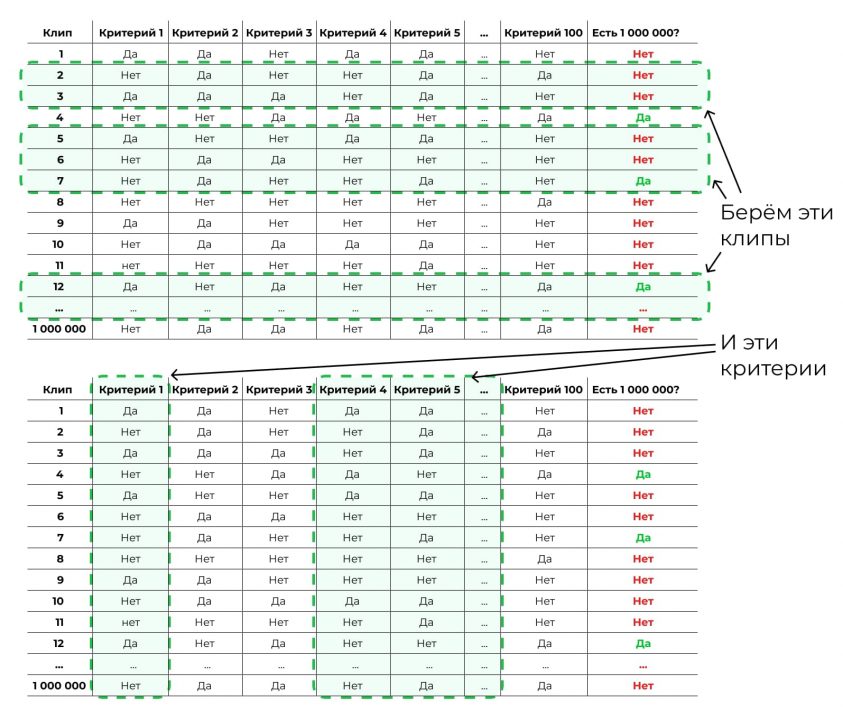 Клип Критерий 1 Критерий 2 Критерий 3 Критерий 4 Критерий 5 ... Критерий 100 Есть 1 000 000?
1 Да Да Нет Да Да ... Нет Нет
2 Нет Да Нет Нет Да ... Да Нет
3 Да Да Да Нет Да ... Нет Нет
4 Нет Нет Да Да Нет ... Да Да
5 Да Нет Нет Да Да ... Нет Нет
6 Нет Да Да Нет Нет ... Нет Нет
7 Нет Да Нет Нет Да ... Нет Да
8 Нет Нет Нет Нет Нет ... Да Нет
9 Да Да Нет Нет Нет ... Нет Нет
10 Нет Да Да Да Да ... Нет Нет
11 нет Нет Нет Нет Да ... Нет Нет
12 Да Нет Да Нет Нет ... Да Да
... ... ... ... ... ... ... ... ...
1 000 000 Нет Да Да Нет Да ... Да Нет
Берём эти
клипы
И эти
критерии
Клип Критерий 1 Критерий 2 Критерий 3 Критерий 4 Критерий 5 ... Критерий 100 Есть 1 000 000?
1 Да Да Нет Да Да ... Нет Нет
2 Нет Да Нет Нет Да ... Да Нет
3 Да Да Да Нет Да ... Нет Нет
4 Нет Нет Да Да Нет ... Да Да
5 Да Нет Нет Да Да ... Нет Нет
6 Нет Да Да Нет Нет ... Нет Нет
7 Нет Да Нет Нет Да ... Нет Да
8 Нет Нет Нет Нет Нет ... Да Нет
9 Да Да Нет Нет Нет ... Нет Нет
10 Нет Да Да Да Да ... Нет Нет
11 нет Нет Нет Нет Да ... Нет Нет
12 Да Нет Да Нет Нет ... Да Да
... ... ... ... ... ... ... ... ...
1 000 000 Нет Да Да Нет Да ... Да Нет